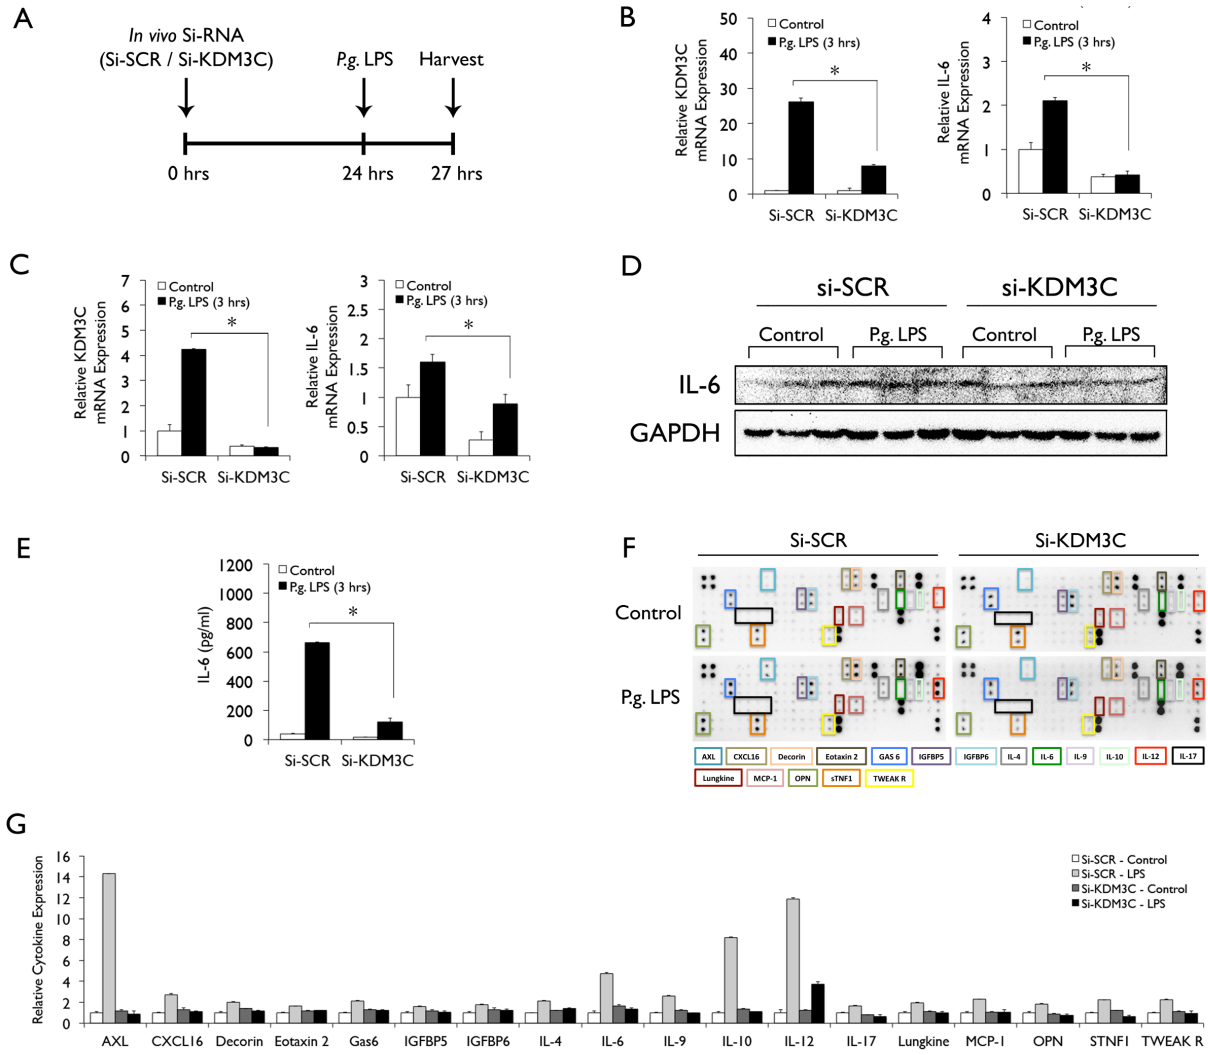 A
In vivo Si-RNA
(Si-SCR / Si-KDM3C)
P.g. LPS
Harvest
0 hrs
24 hrs
27 hrs
B
Relative KDM3C
mRNA Expression
50
40
30
20
10
0
Control
P.g. LPS (3 hrs)
*
Si-SCR
Si-KDM3C
Relative IL-6
mRNA Expression
4
3
2
1
0
Control
P.g. LPS (3 hrs)
*
Si-SCR
Si-KDM3C
C
Relative KDM3C
mRNA Expression
7
6
5
4
3
2
1
0
Control
P.g. LPS (3 hrs)
*
Si-SCR
Si-KDM3C
Relative IL-6
mRNA Expression
3
2.5
2
1.5
1
0.5
0
Control
P.g. LPS (3 hrs)
*
Si-SCR
Si-KDM3C
D
si-SCR
si-KDM3C
Control
P.g. LPS
Control
P.g. LPS
IL-6
GAPDH
E
IL-6 (pg/ml)
1200
1000
800
600
400
200
0
Control
P.g. LPS (3 hrs)
*
Si-SCR
Si-KDM3C
F
Si-SCR
Si-KDM3C
Control
P.g. LPS
AXL CXCL16 Decorin Eotaxin 2 GAS 6 IGFBP5 IGFBP6 IL-4 IL-6 IL-9 IL-10 IL-12 IL-17
Lungkine MCP-1 OPN sTNF1 TWEAK R
G
Relative Cytokine Expression
16
14
12
10
8
6
4
2
0
Si-SCR - Control
Si-SCR - LPS
Si-KDM3C - Control
Si-KDM3C - LPS
AXL CXCL16 Decorin Eotaxin 2 Gas6 IGFBP5 IGFBP6 IL-4 IL-6 IL-9 IL-10 IL-12 IL-17 Lungkine MCP-1 OPN STNF1 TWEAK R